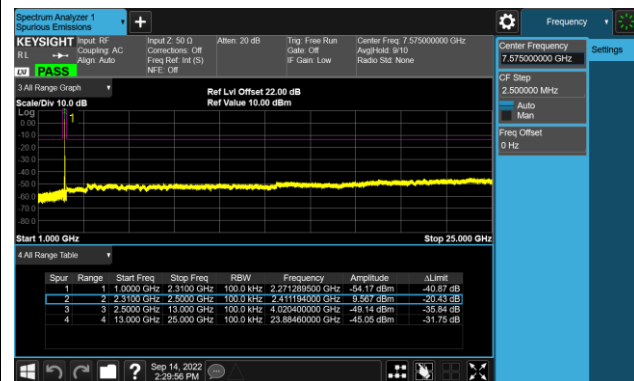 Spectrum Analyzer 1
Spurious Emissions
Frequency
KEYSIGHT Input: RF Input Z: 50 Ω Atten: 20 dB Trig: Free Run Center Freq: 7.575000000 GHz
R L Coupling: AC Corrections: Off Gate: Off Avg|Hold: 9/10
Align: Auto Freq Ref: Int (S) IF Gain: Low Radio Std: None
LXI PASS NFE: Off
Center Frequency
7.575000000 GHz
Settings
CF Step
2.500000 MHz
Auto
Man
Freq Offset
0 Hz
3 All Range Graph
Ref Lvl Offset 22.00 dB
Scale/Div 10.0 dB Ref Value 10.00 dBm
Log
1
0.00
-10.0
-20.0
-30.0
-40.0
-50.0
-60.0
-70.0
-80.0
Start 1.000 GHz Stop 25.000 GHz
4 All Range Table
Spur Range Start Freq Stop Freq RBW Frequency Amplitude ΔLimit
1 1 1.0000 GHz 2.3100 GHz 100.0 kHz 2.271289500 GHz -54.17 dBm -40.87 dB
2 2 2.3100 GHz 2.5000 GHz 100.0 kHz 2.411194000 GHz 9.567 dBm -20.43 dB
3 3 2.5000 GHz 13.000 GHz 100.0 kHz 4.020400000 GHz -49.14 dBm -35.84 dB
4 4 13.000 GHz 25.000 GHz 100.0 kHz 23.88460000 GHz -45.05 dBm -31.75 dB
Sep 14, 2022
2:29:56 PM